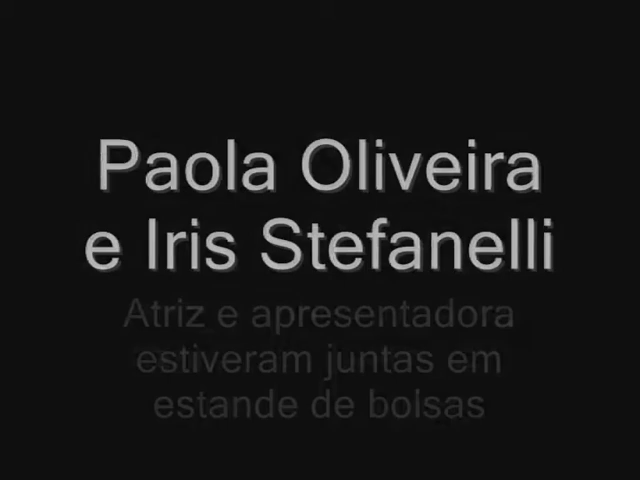 Paola Oliveira
e Iris Stefanelli
Atriz e apresentadora
estiveram juntas em
estande de bolsas